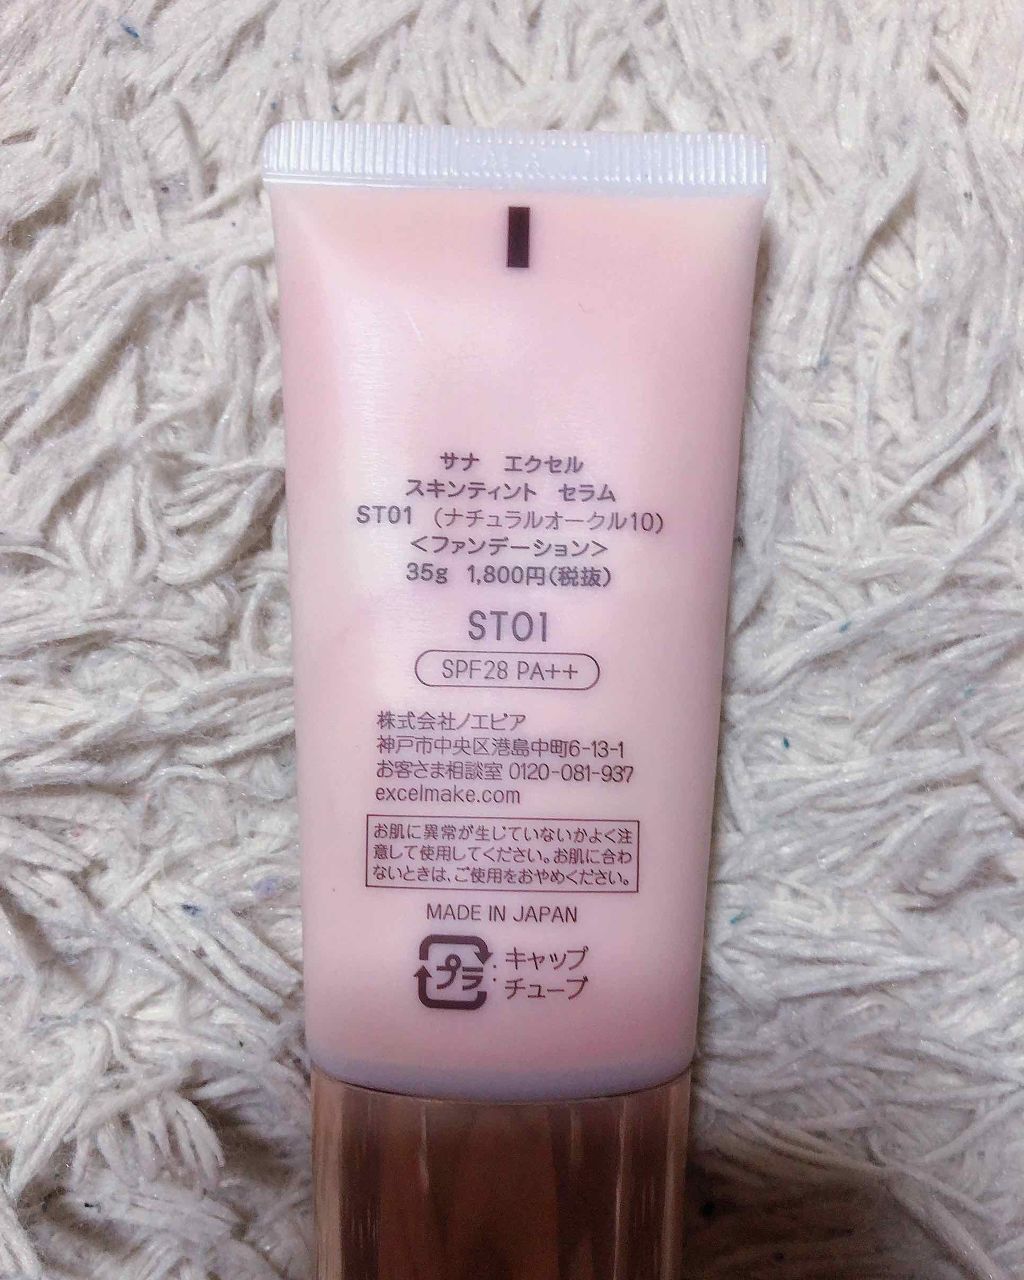 サナ エクセル
スキンティント セラム
ST01 (ナチュラルオークル10)
<ファンデーション>
35g 1,800円(税抜)
ST01
SPF28 PA++
株式会社ノエビア
神戸市中央区港島中町6-13-1
お客さま相談室 0120-081-937
excelmake.com
お肌に異常が生じていないかよく注
意して使用してください。お肌に合わ
ないときは、ご使用をおやめください。
MADE IN JAPAN
プラ : キャップ
チューブ